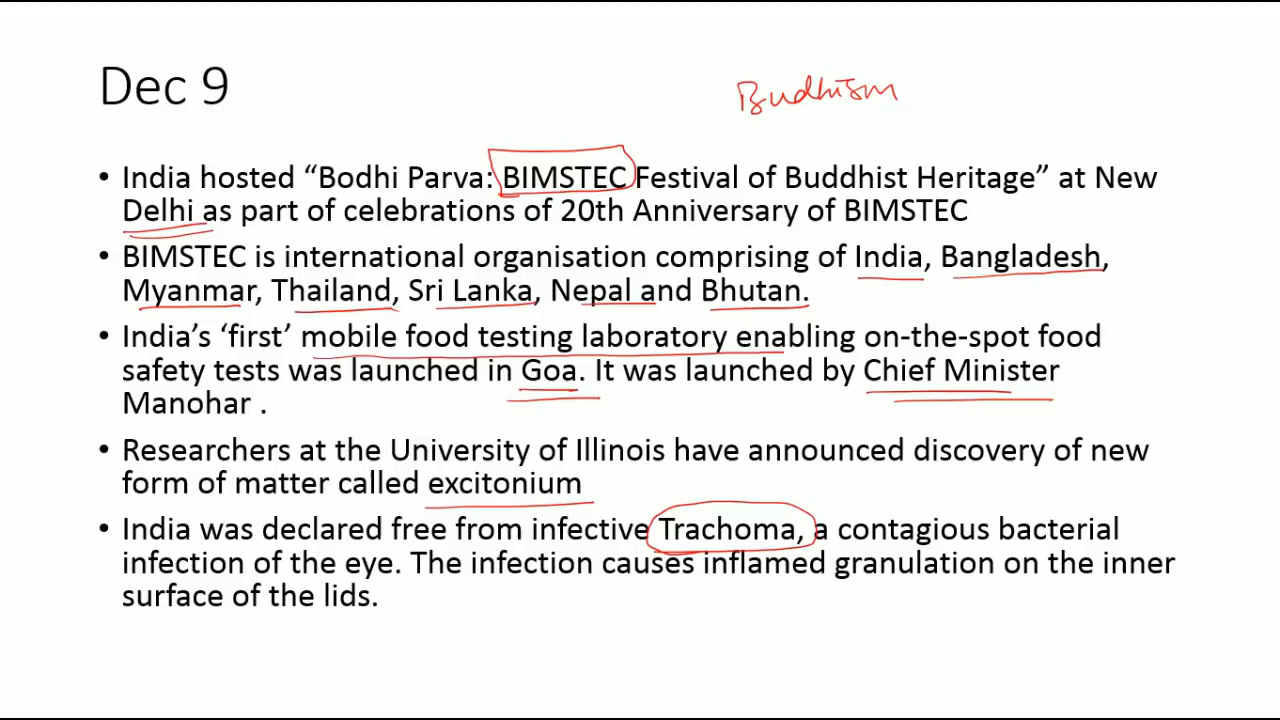 Dec 9
Budhism
• India hosted “Bodhi Parva: BIMSTEC Festival of Buddhist Heritage” at New
Delhi as part of celebrations of 20th Anniversary of BIMSTEC
• BIMSTEC is international organisation comprising of India, Bangladesh,
Myanmar, Thailand, Sri Lanka, Nepal and Bhutan.
• India’s ‘first’ mobile food testing laboratory enabling on-the-spot food
safety tests was launched in Goa. It was launched by Chief Minister
Manohar .
• Researchers at the University of Illinois have announced discovery of new
form of matter called excitonium
• India was declared free from infective Trachoma, a contagious bacterial
infection of the eye. The infection causes inflamed granulation on the inner
surface of the lids.